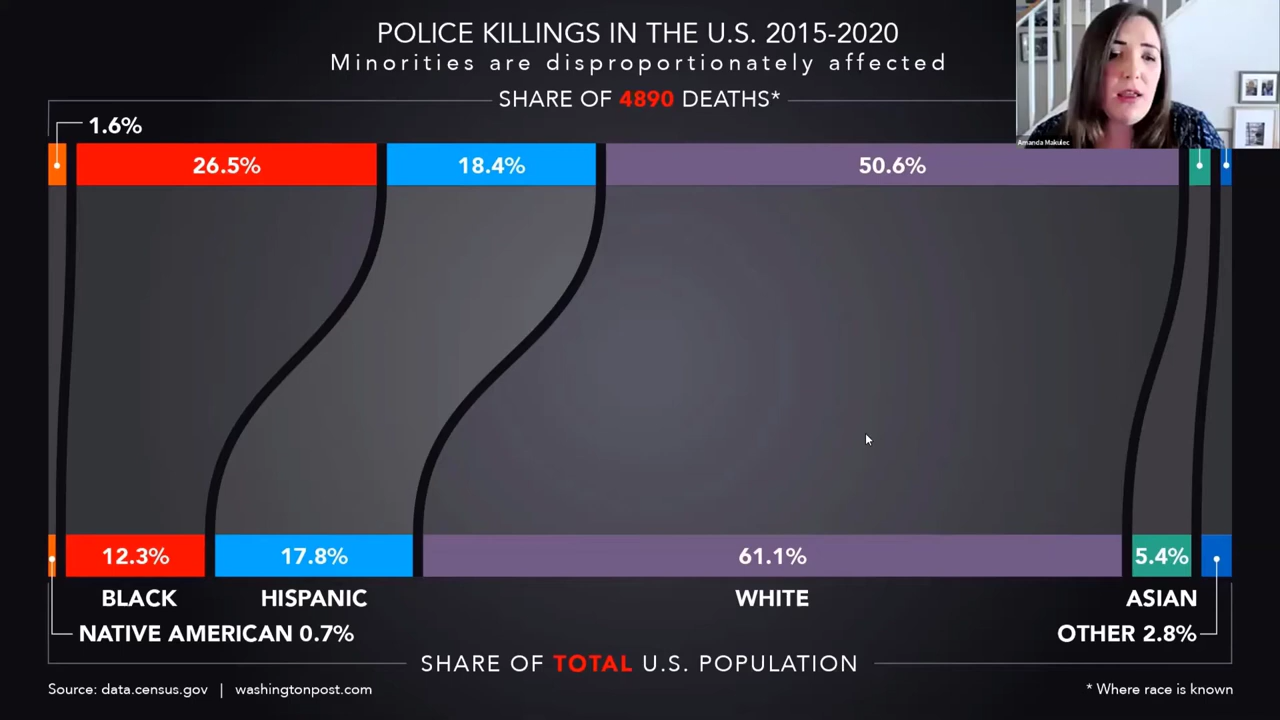 POLICE KILLINGS IN THE U.S. 2015-2020
Minorities are disproportionately affected
SHARE OF 4890 DEATHS*
Amanda Makulec
1.6%
26.5% 18.4% 50.6%
12.3% 17.8% 61.1% 5.4%
BLACK HISPANIC WHITE ASIAN
NATIVE AMERICAN 0.7% OTHER 2.8%
SHARE OF TOTAL U.S. POPULATION
Source: data.census.gov | washingtonpost.com * Where race is known